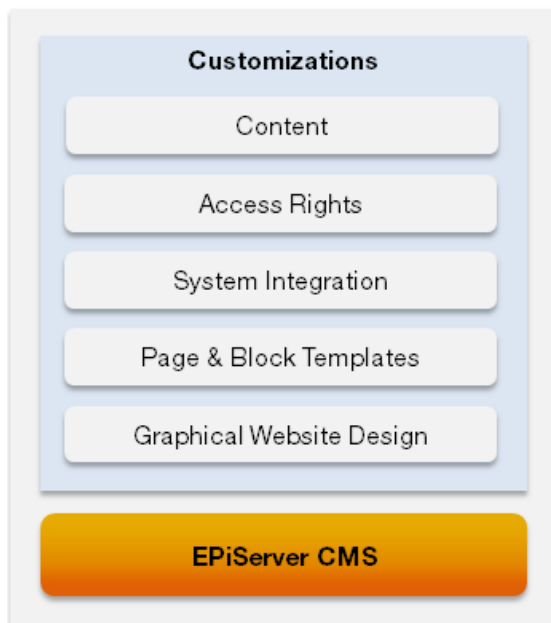 Customizations
Content
Access Rights
System Integration
Page & Block Templates
Graphical Website Design
EPiServer CMS